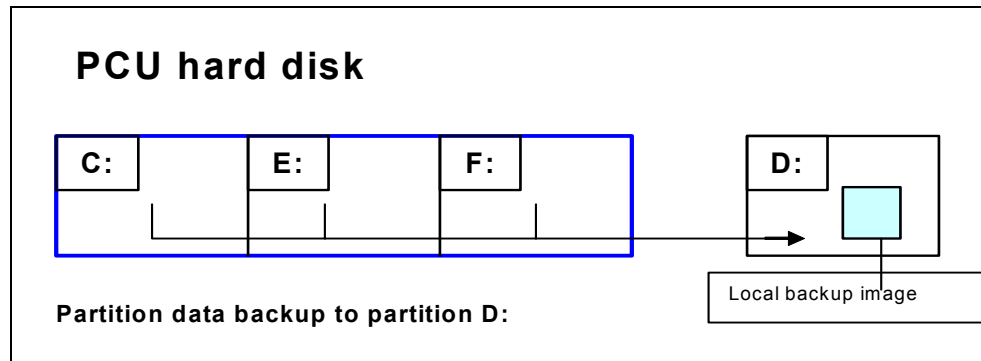 PCU hard disk
C: E: F: D:
Local backup image
Partition data backup to partition D: